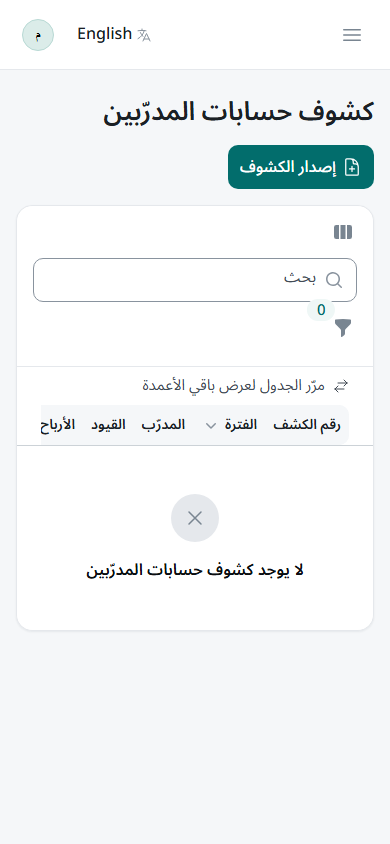 English
م
كشوف حسابات المدرّبين
إصدار الكشوف
بحث
0
مرّر الجدول لعرض باقي الأعمدة
رقم الكشف الفترة المدرّب القيود الأرباح
لا يوجد كشوف حسابات المدرّبين